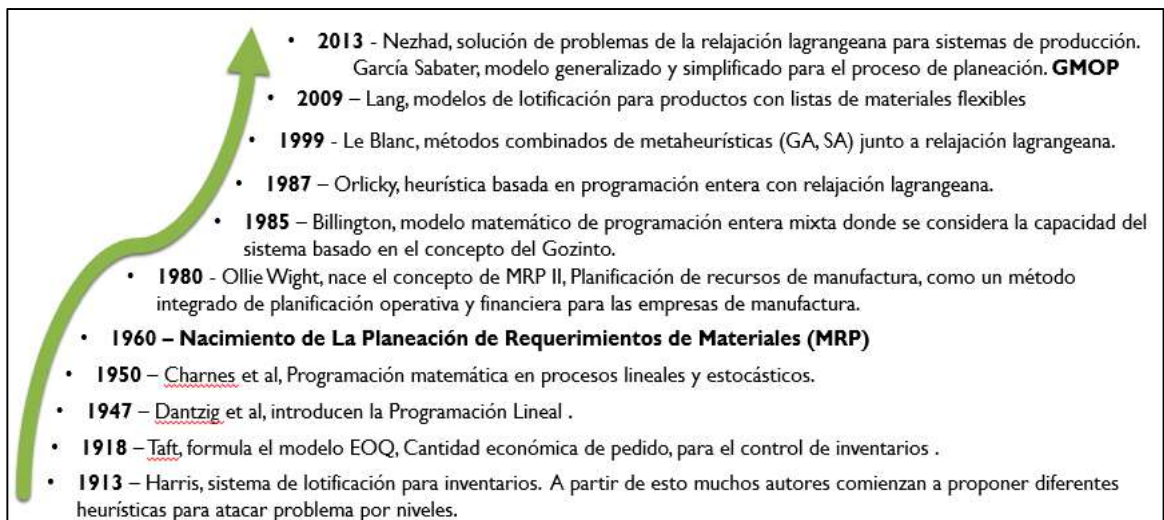 • 2013 - Nezhad, solución de problemas de la relajación lagrangeana para sistemas de producción.
García Sabater, modelo generalizado y simplificado para el proceso de planeación. GMOP
• 2009 – Lang, modelos de lotificación para productos con listas de materiales flexibles
• 1999 - Le Blanc, métodos combinados de metaheurísticas (GA, SA) junto a relajación lagrangeana.
• 1987 – Orlicky, heurística basada en programación entera con relajación lagrangeana.
• 1985 – Billington, modelo matemático de programación entera mixta donde se considera la capacidad del
sistema basado en el concepto del Gozinto.
• 1980 - Ollie Wight, nace el concepto de MRP II, Planificación de recursos de manufactura, como un método
integrado de planificación operativa y financiera para las empresas de manufactura.
• 1960 – Nacimiento de La Planeación de Requerimientos de Materiales (MRP)
• 1950 – Charnes et al, Programación matemática en procesos lineales y estocásticos.
• 1947 – Dantzig et al, introducen la Programación Lineal .
• 1918 – Taft, formula el modelo EOQ, Cantidad económica de pedido, para el control de inventarios .
• 1913 – Harris, sistema de lotificación para inventarios. A partir de esto muchos autores comienzan a proponer diferentes
heurísticas para atacar problema por niveles.